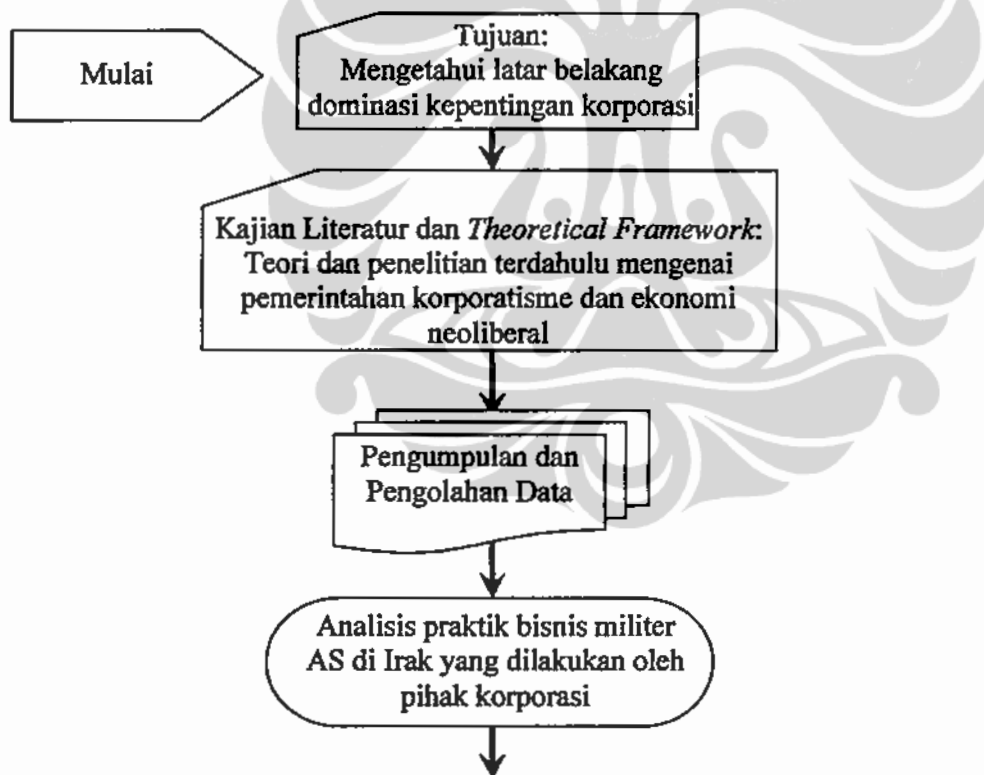 Mulai
Tujuan:
Mengetahui latar belakang
dominasi kepentingan korporasi
Kajian Literatur dan Theoretical Framework:
Teori dan penelitian terdahulu mengenai
pemerintahan korporatisme dan ekonomi
neoliberal
Pengumpulan dan
Pengolahan Data
Analisis praktik bisnis militer
AS di Irak yang dilakukan oleh
pihak korporasi